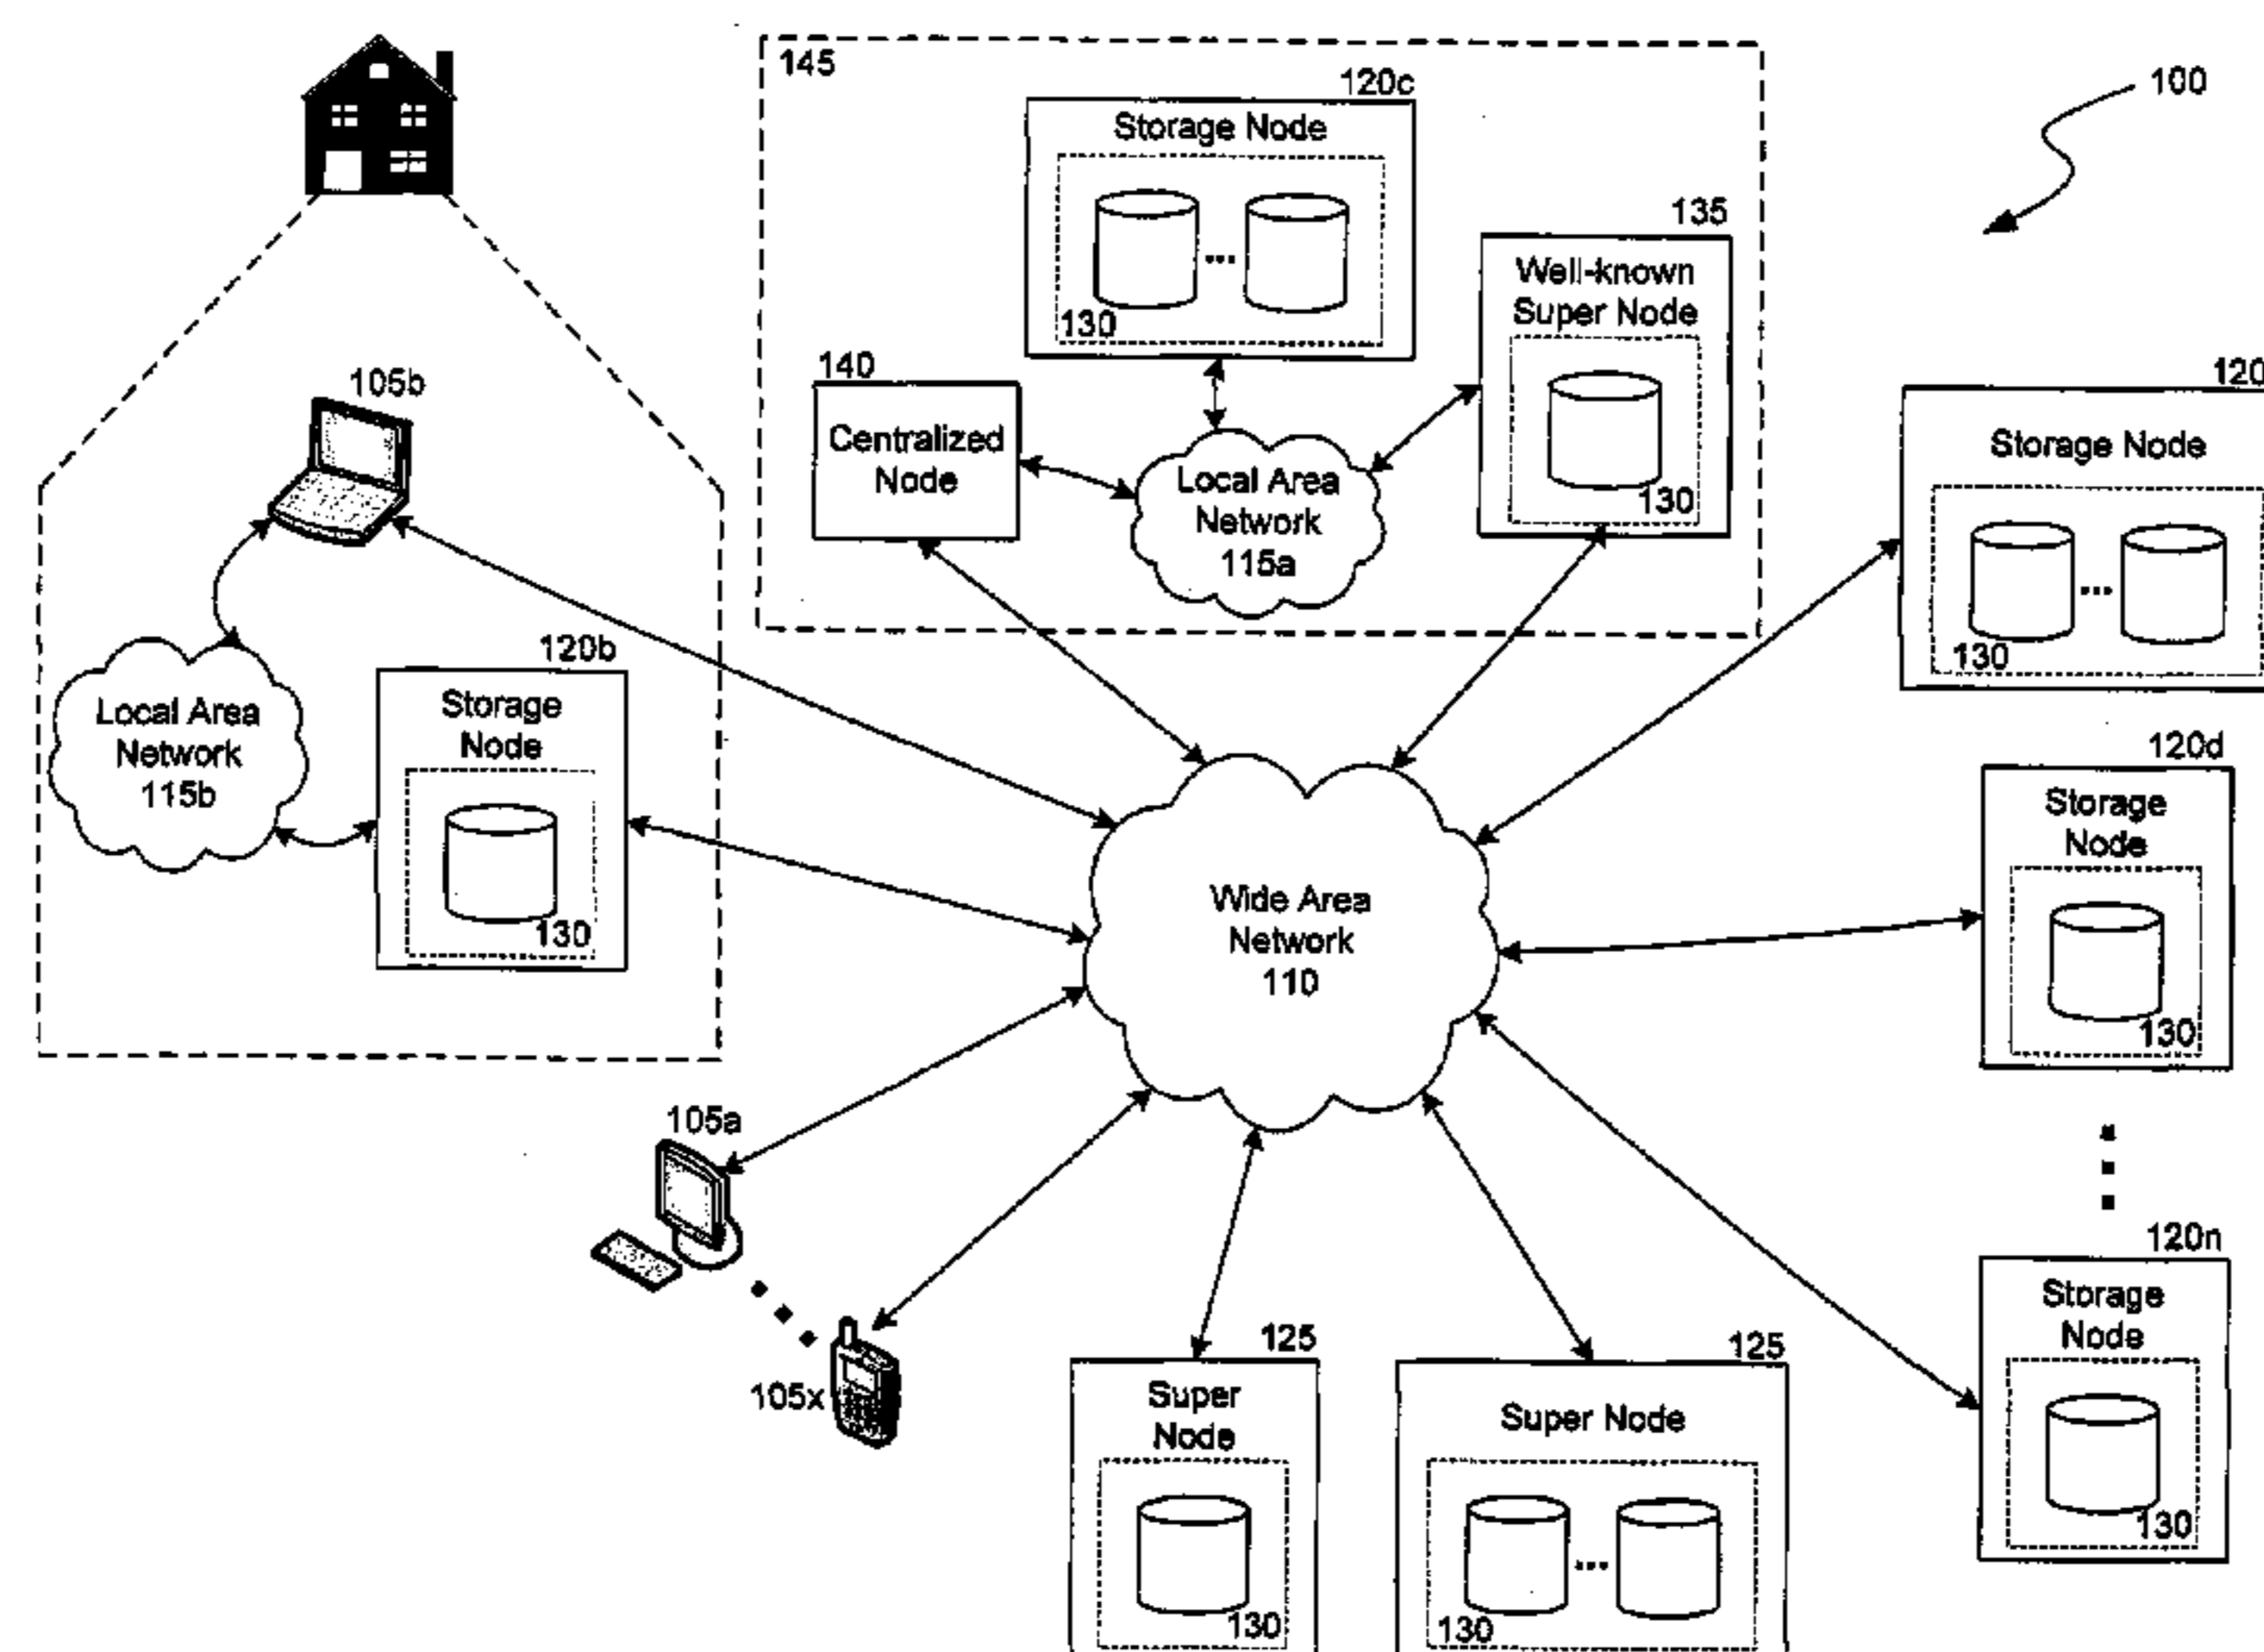 145
120c
100
Storage Node
130
135
Well-known
Super Node
130
140
Centralized
Node
Local Area
Network
115a
105b
120
Storage Node
130
120b
Storage
Node
130
Local Area
Network
115b
120d
Storage
Node
130
Wide Area
Network
110
105a
105x
120n
Storage
Node
130
125
Super
Node
130
125
Super Node
130